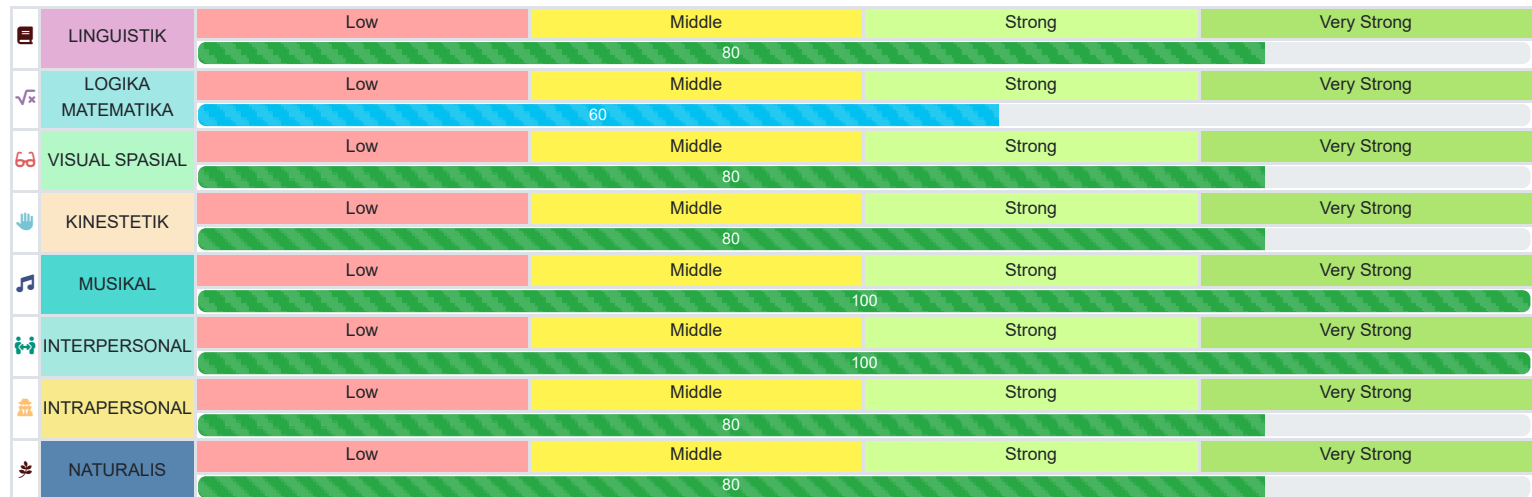 LINGUISTIK
Low Middle Strong Very Strong
80
LOGIKA
MATEMATIKA
Low Middle Strong Very Strong
60
VISUAL SPASIAL
Low Middle Strong Very Strong
80
KINESTETIK
Low Middle Strong Very Strong
80
MUSIKAL
Low Middle Strong Very Strong
100
INTERPERSONAL
Low Middle Strong Very Strong
100
INTRAPERSONAL
Low Middle Strong Very Strong
80
NATURALIS
Low Middle Strong Very Strong
80